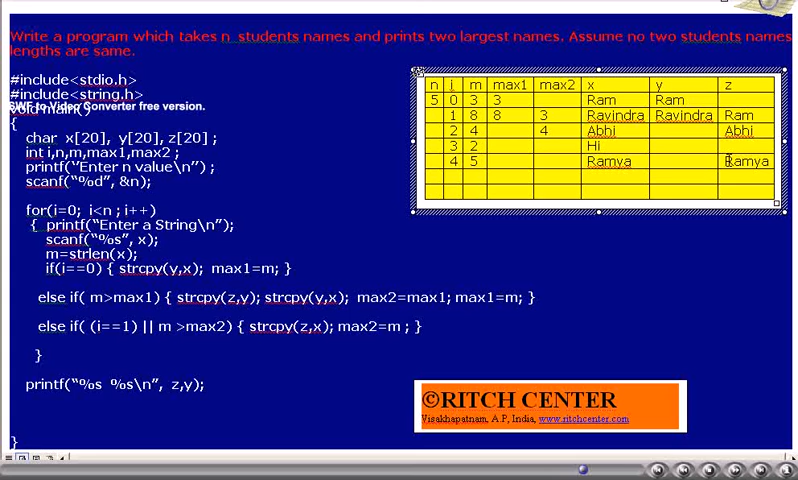 Write a program which takes n students names and prints two largest names. Assume no two students names
lengths are same.
#include<stdio.h>
#include<string.h>
SWF to Video Converter free version.
void main()
{
char x[20], y[20], z[20] ;
int i,n,m,max1,max2 ;
printf("Enter n value\n") ;
scanf("%d", &n);
for(i=0; i<n ; i++)
{ printf("Enter a String\n");
scanf("%s", x);
m=strlen(x);
if(i==0) { strcpy(y,x); max1=m; }
else if( m>max1) { strcpy(z,y); strcpy(y,x); max2=max1; max1=m; }
else if( (i==1) || m >max2) { strcpy(z,x); max2=m ; }
}
printf("%s %s\n", z,y);
}
n i m max1 max2 x y z
5 0 3 3 Ram Ram
1 8 8 3 Ravindra Ravindra Ram
2 4 4 Abhi Abhi
3 2 Hi
4 5 Ramya Ramya
©RITCH CENTER
Visakhapatnam, A.P, India, www.ritchcenter.com